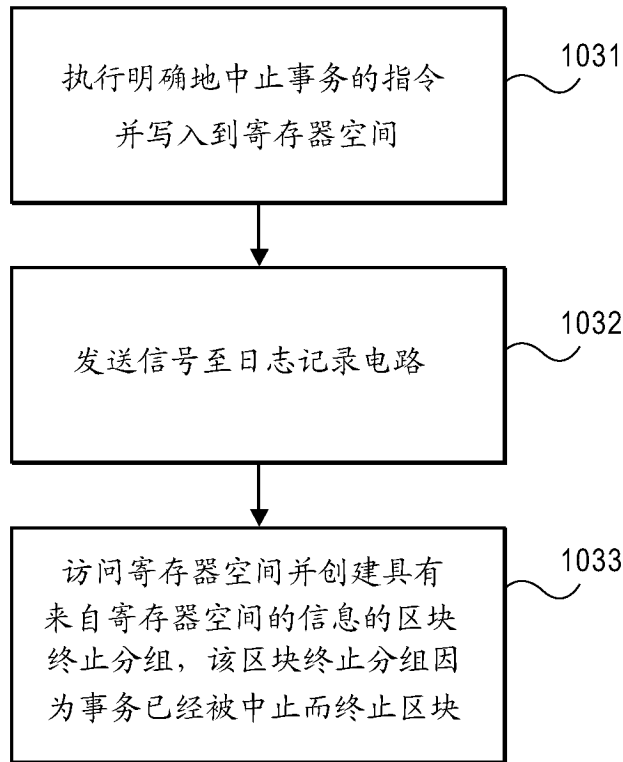 执行明确地中止事务的指令
并写入到寄存器空间
1031
发送信号至日志记录电路
1032
访问寄存器空间并创建具有
来自寄存器空间的信息的区块
终止分组，该区块终止分组因
为事务已经被中止而终止区块
1033